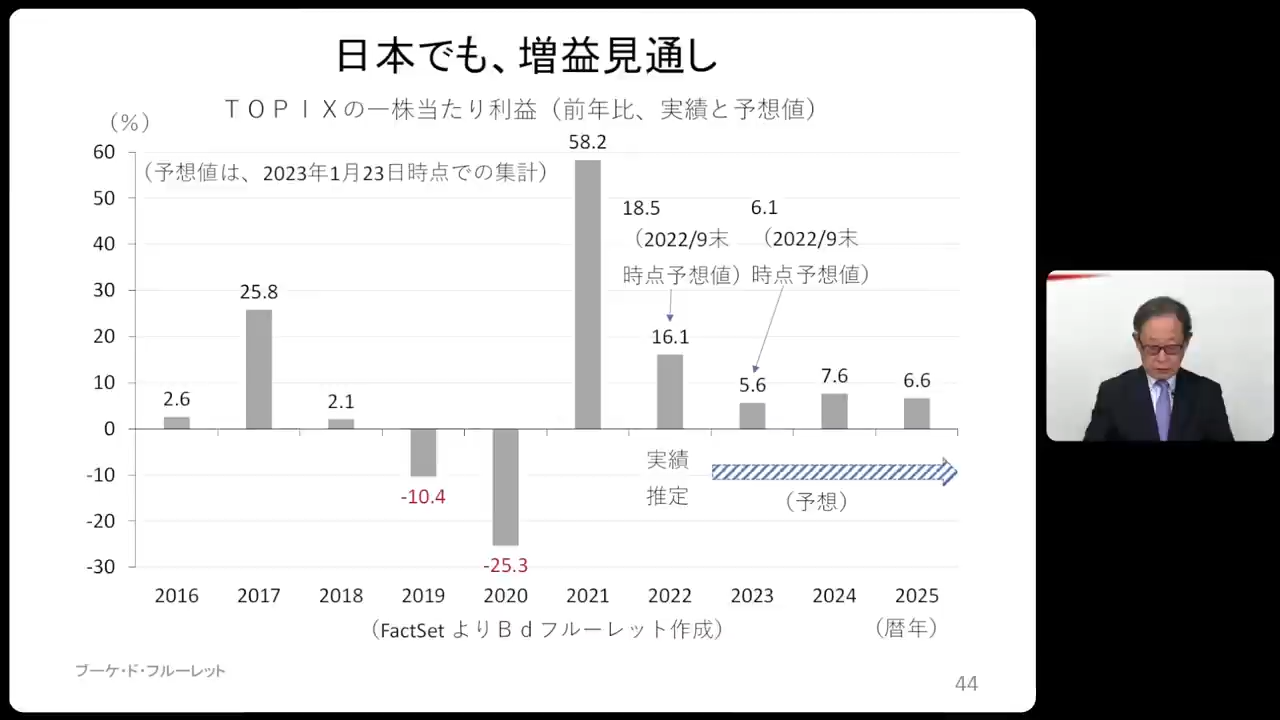 日本でも、増益見通し
ＴＯＰＩＸの一株当たり利益（前年比、実績と予想値）
（％）
（予想値は、2023年1月23日時点での集計）
60
50
40
30
20
10
0
-10
-20
-30
2.6
25.8
2.1
-10.4
-25.3
58.2
18.5
（2022/9末
時点予想値）
6.1
（2022/9末
時点予想値）
16.1
5.6
7.6
6.6
実績
推定
（予想）
2016 2017 2018 2019 2020 2021 2022 2023 2024 2025
（FactSet よりＢｄフルーレット作成）
（暦年）
ブーケ・ド・フルーレット
44